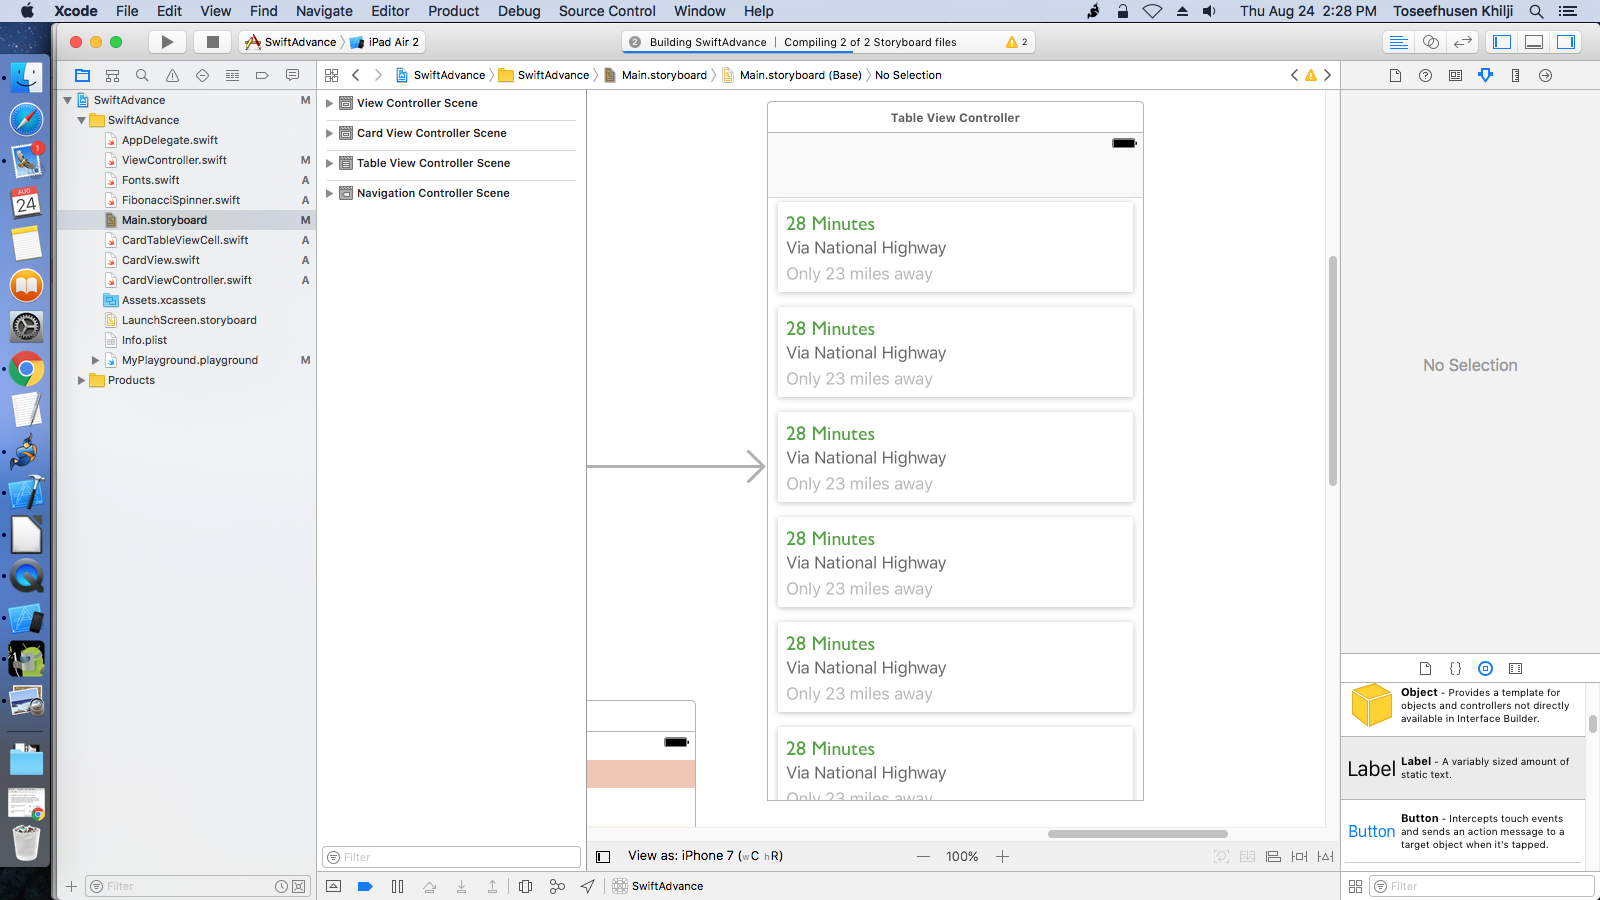 Xcode File Edit View Find Navigate Editor Product Debug Source Control Window Help
Thu Aug 24 2:28 PM Toseefhusen Khilji
SwiftAdvance iPad Air 2
2 Building SwiftAdvance | Compiling 2 of 2 Storyboard files 2
SwiftAdvance SwiftAdvance Main.storyboard Main.storyboard (Base) No Selection
SwiftAdvance M
SwiftAdvance
AppDelegate.swift
ViewController.swift M
Fonts.swift A
FibonacciSpinner.swift A
Main.storyboard M
CardTableViewCell.swift A
CardView.swift A
CardViewController.swift A
Assets.xcassets
LaunchScreen.storyboard
Info.plist
MyPlayground.playground M
Products
Filter
View Controller Scene
Card View Controller Scene
Table View Controller Scene
Navigation Controller Scene
Filter
Table View Controller
28 Minutes
Via National Highway
Only 23 miles away
28 Minutes
Via National Highway
Only 23 miles away
28 Minutes
Via National Highway
Only 23 miles away
28 Minutes
Via National Highway
Only 23 miles away
28 Minutes
Via National Highway
Only 23 miles away
28 Minutes
Via National Highway
Only 23 miles away
View as: iPhone 7 (wC hR) — 100% +
SwiftAdvance
No Selection
{}
Object - Provides a template for
objects and controllers not directly
available in Interface Builder.
Label
Label - A variably sized amount of
static text.
Button
Button - Intercepts touch events
and sends an action message to a
target object when it's tapped.
Filter
1
AUG
24